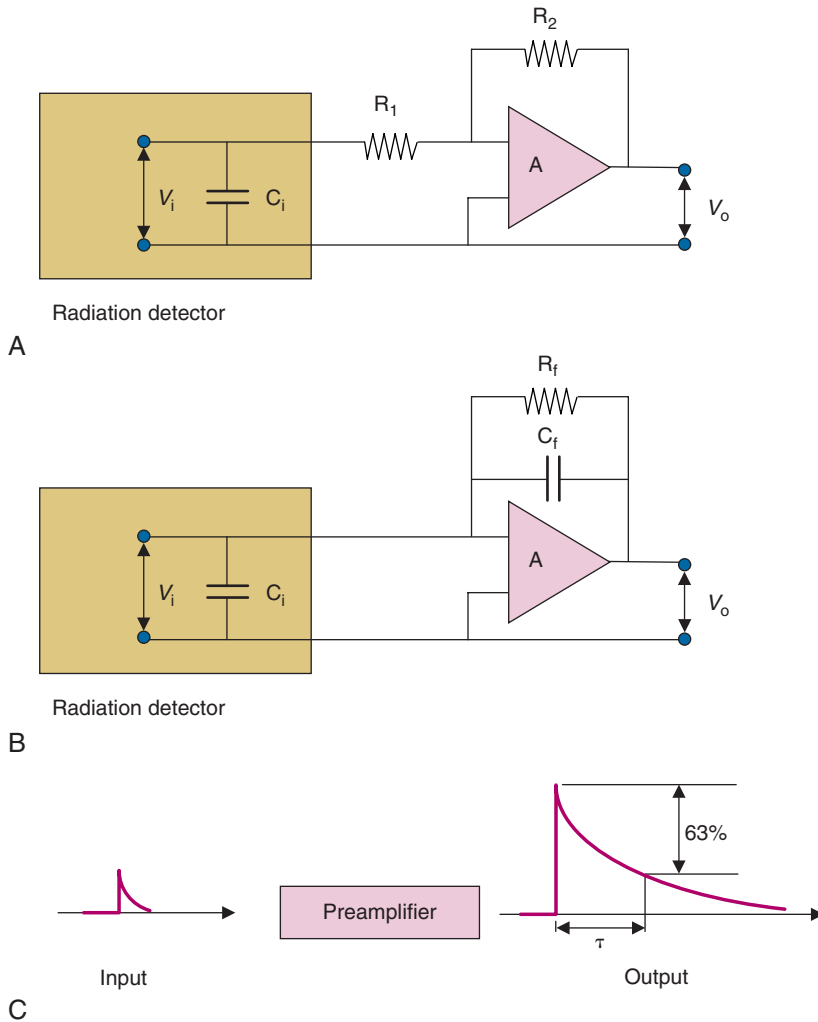 R2
R1
A
Vi
Ci
Vo
Radiation detector
A
Rf
Cf
A
Vi
Ci
Vo
Radiation detector
B
63%
Preamplifier
τ
Input
Output
C